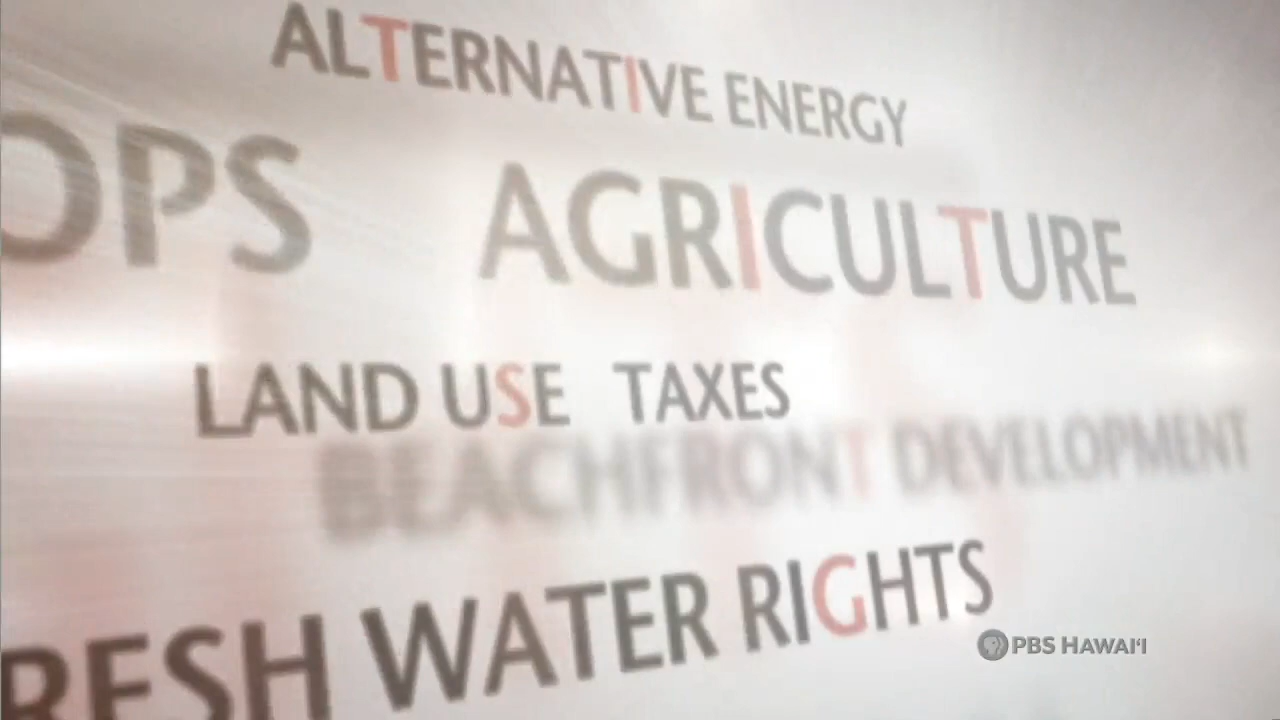 ALTERNATIVE ENERGY
OPS AGRICULTURE
LAND USE TAXES
BEACHFRONT DEVELOPMENT
RESH WATER RIGHTS
PBS HAWAIʻI